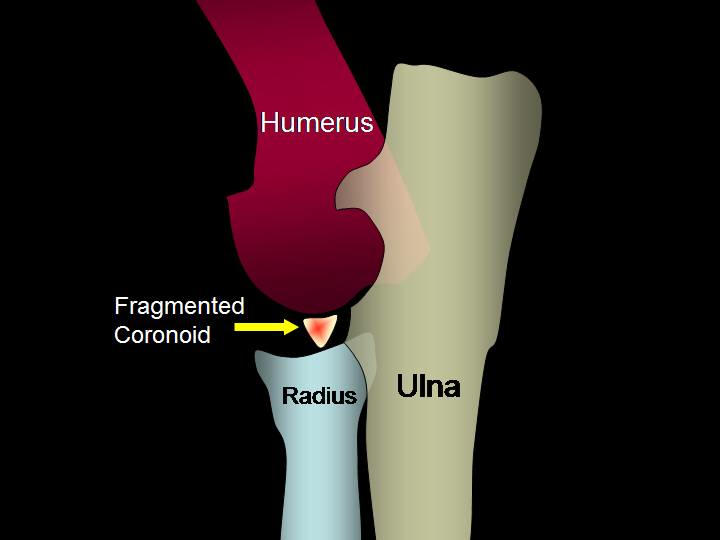 Humerus
Fragmented
Coronoid
Radius
Ulna